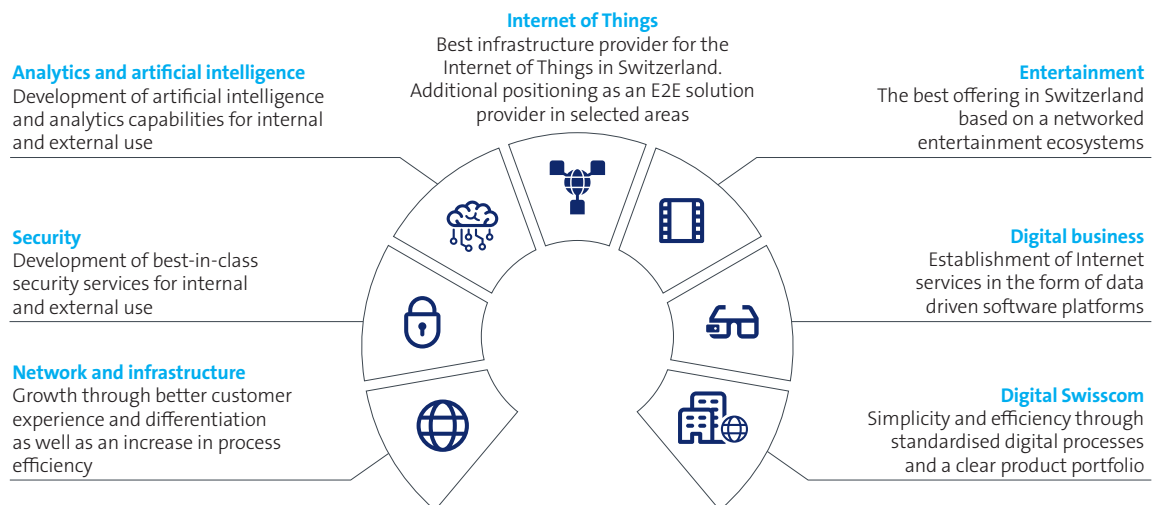 Internet of Things
Best infrastructure provider for the
Internet of Things in Switzerland.
Additional positioning as an E2E solution
provider in selected areas
Analytics and artificial intelligence
Development of artificial intelligence
and analytics capabilities for internal
and external use
Entertainment
The best offering in Switzerland
based on a networked
entertainment ecosystems
Security
Development of best-in-class
security services for internal
and external use
Digital business
Establishment of Internet
services in the form of data
driven software platforms
Network and infrastructure
Growth through better customer
experience and differentiation
as well as an increase in process
efficiency
Digital Swisscom
Simplicity and efficiency through
standardised digital processes
and a clear product portfolio